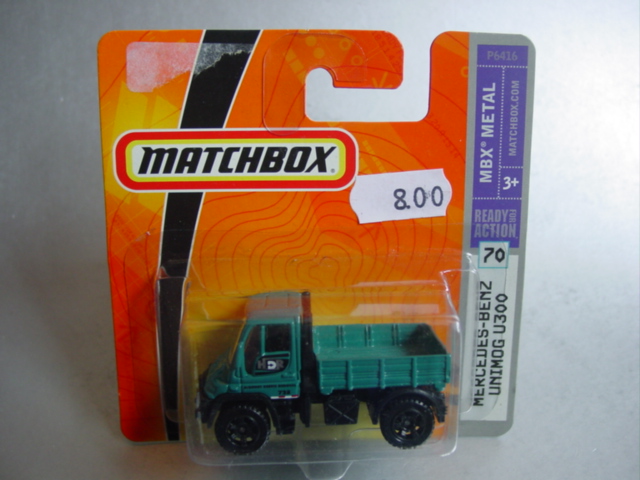 MATCHBOX
8.00
P6416
MBX® METAL
MATCHBOX.COM
3+
READY FOR ACTION
70
MERCEDES-BENZ
UNIMOG U300